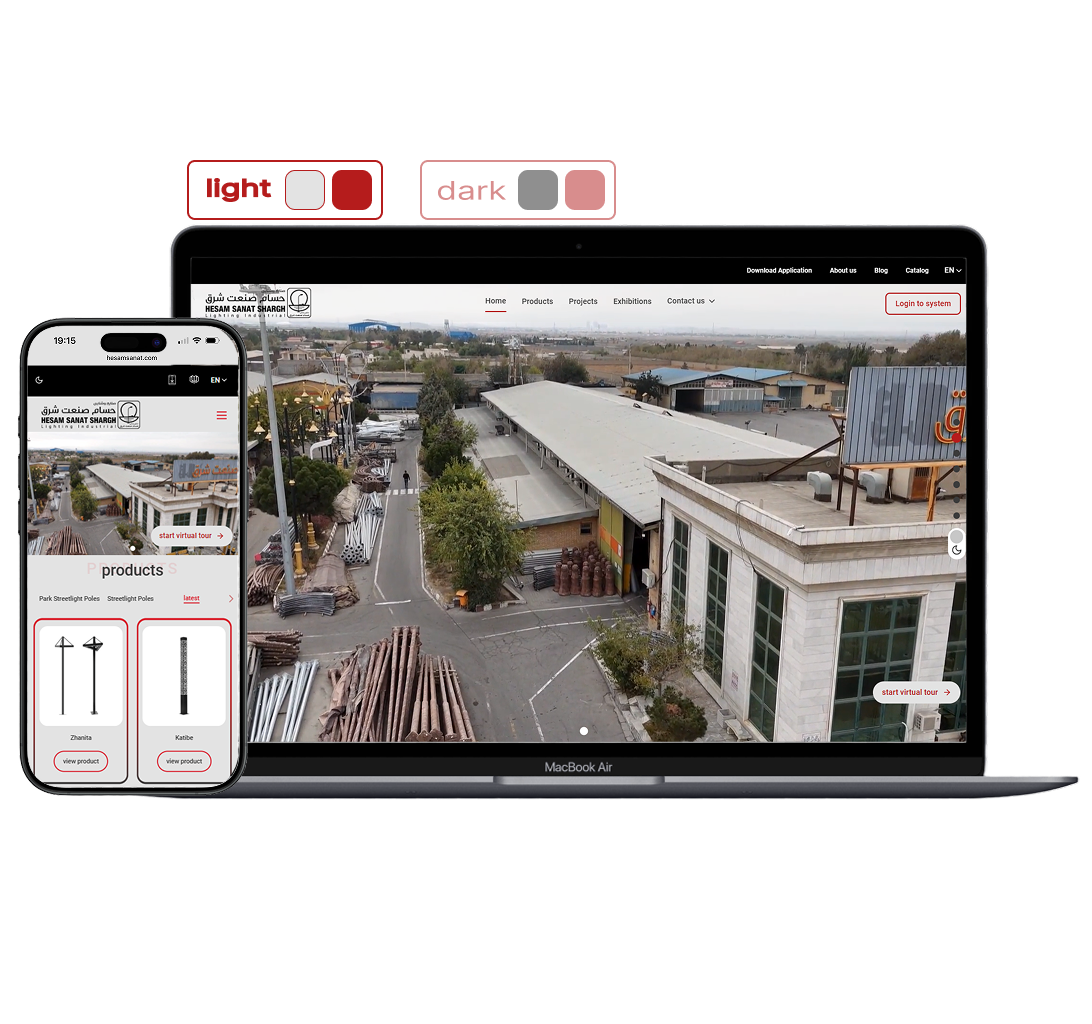 light
dark
Download Application About us Blog Catalog EN
حسام صنعت شرق
HESAM SANAT SHARGH
Lighting Industrial
Home Products Projects Exhibitions Contact us
Login to system
start virtual tour
MacBook Air
19:15
hesamsanat.com
EN
حسام صنعت شرق
HESAM SANAT SHARGH
Lighting Industrial
صنعت شرق
start virtual tour
PRODUCTS
products
Park Streetlight Poles Streetlight Poles latest
Zhanita Katibe
view product view product